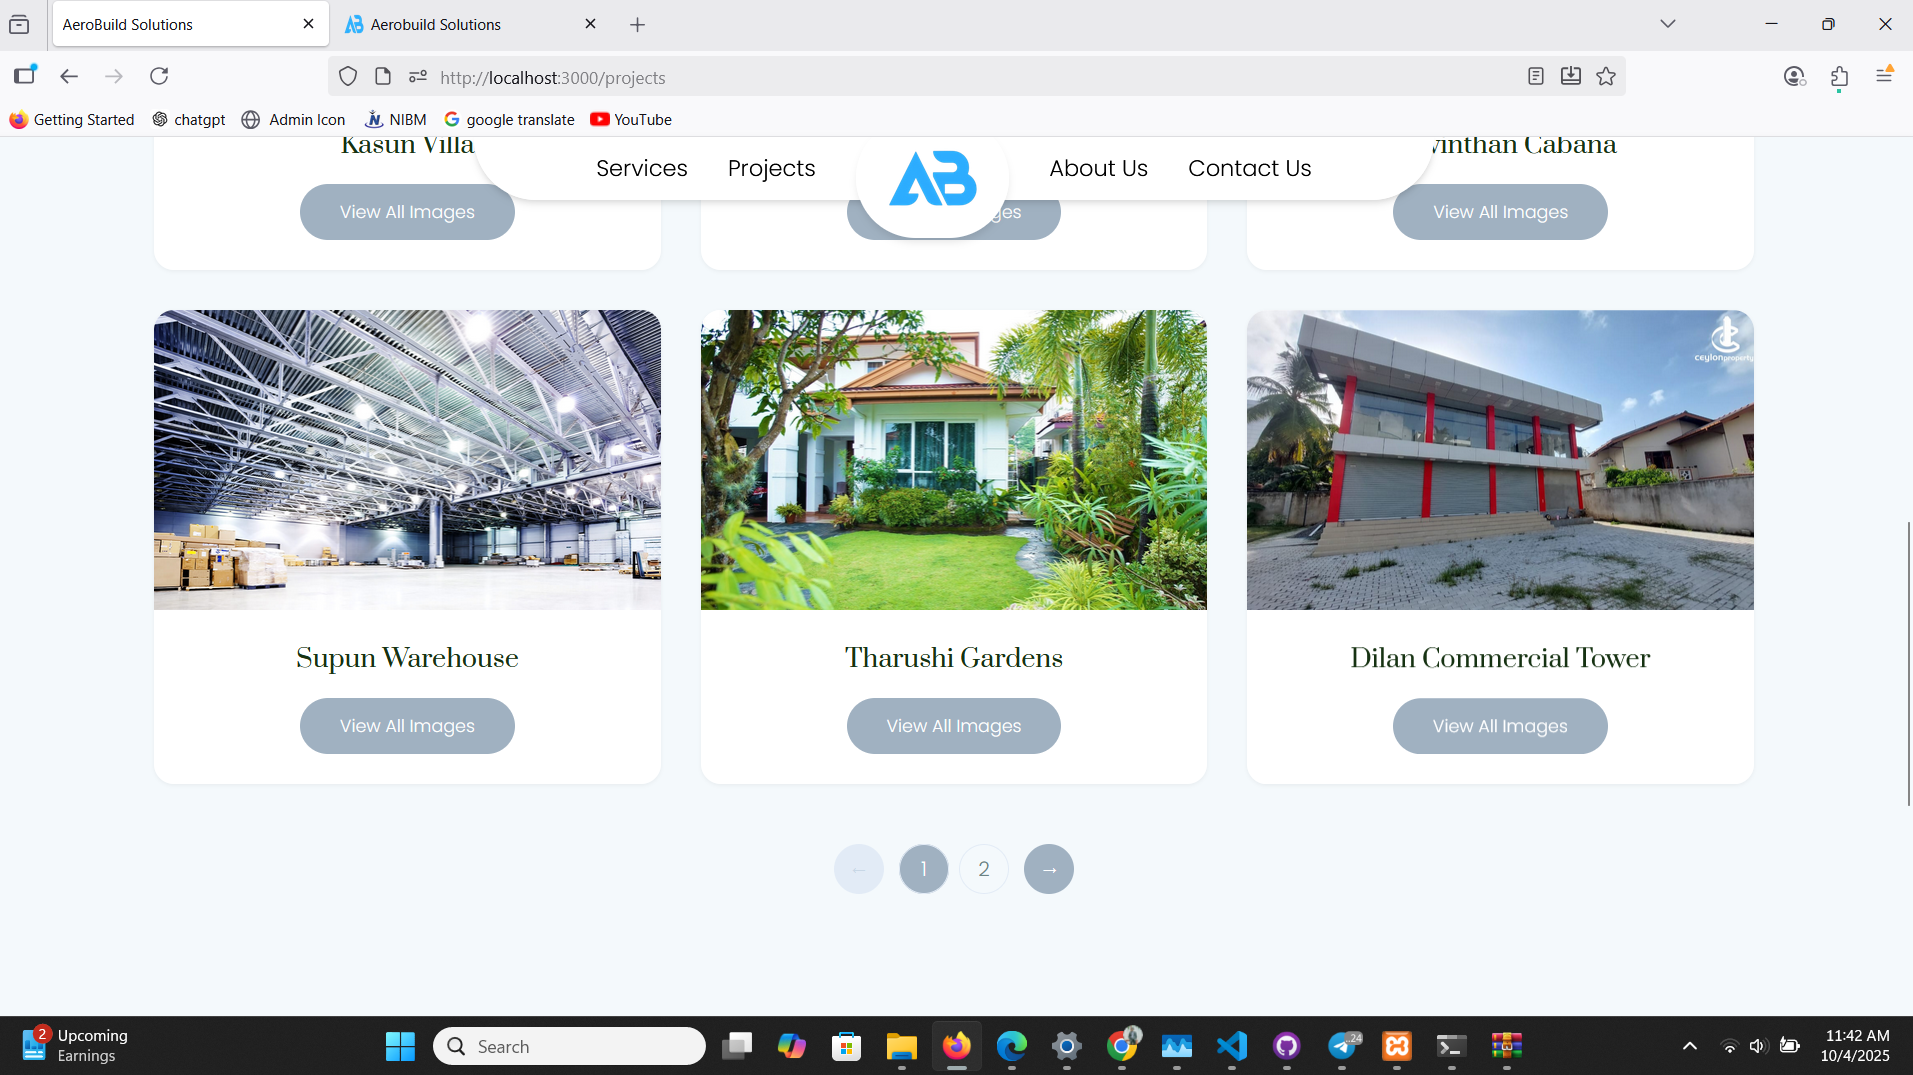 AeroBuild Solutions
Aerobuild Solutions
http://localhost:3000/projects
Getting Started
chatgpt
Admin Icon
NIBM
google translate
YouTube
Kasun Villa
Services
Projects
AB
About Us
Contact Us
vinthan Cabana
View All Images
ges
View All Images
ceylonproperty
Supun Warehouse
Tharushi Gardens
Dilan Commercial Tower
View All Images
View All Images
View All Images
← 1 2 →
2
Upcoming
Earnings
Search
24
11:42 AM
10/4/2025